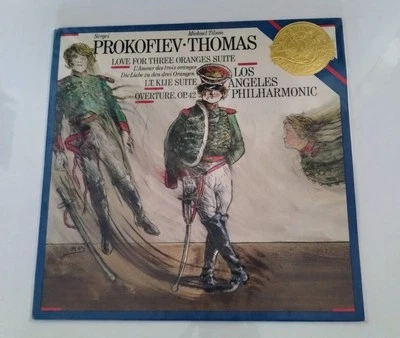 Serge Michael Tilson
PROKOFIEV·THOMAS
LOVE FOR THREE ORANGES SUITE
L'Amour des trois oranges
Die Liebe zu den drei Orangen
LT. KIJE SUITE
OVERTURE, OP. 42
LOS
ANGELES
PHILHARMONIC